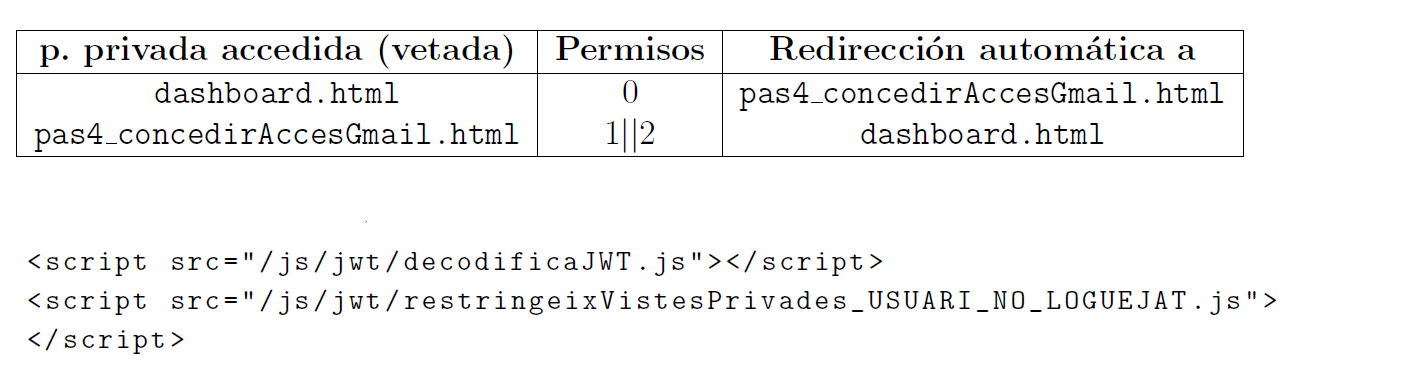 p. privada accedida (vetada) Permisos Redirección automática a
dashboard.html 0 pas4_concedirAccesGmail.html
pas4_concedirAccesGmail.html 1||2 dashboard.html
<script src="/js/jwt/decodificaJWT.js"></script>
<script src="/js/jwt/restringeixVistesPrivades_USUARI_NO_LOGUEJAT.js">
</script>